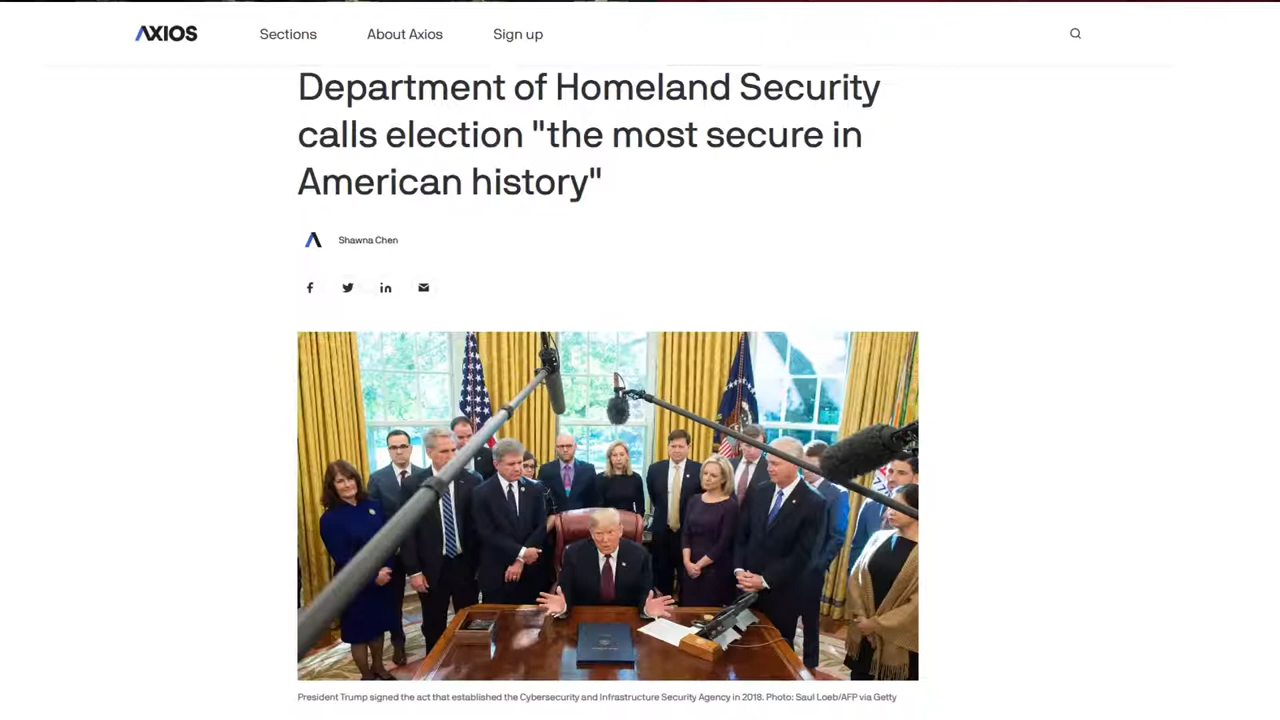 AXIOS Sections About Axios Sign up
Department of Homeland Security
calls election "the most secure in
American history"
Shawna Chen
President Trump signed the act that established the Cybersecurity and Infrastructure Security Agency in 2018. Photo: Saul Loeb/AFP via Getty